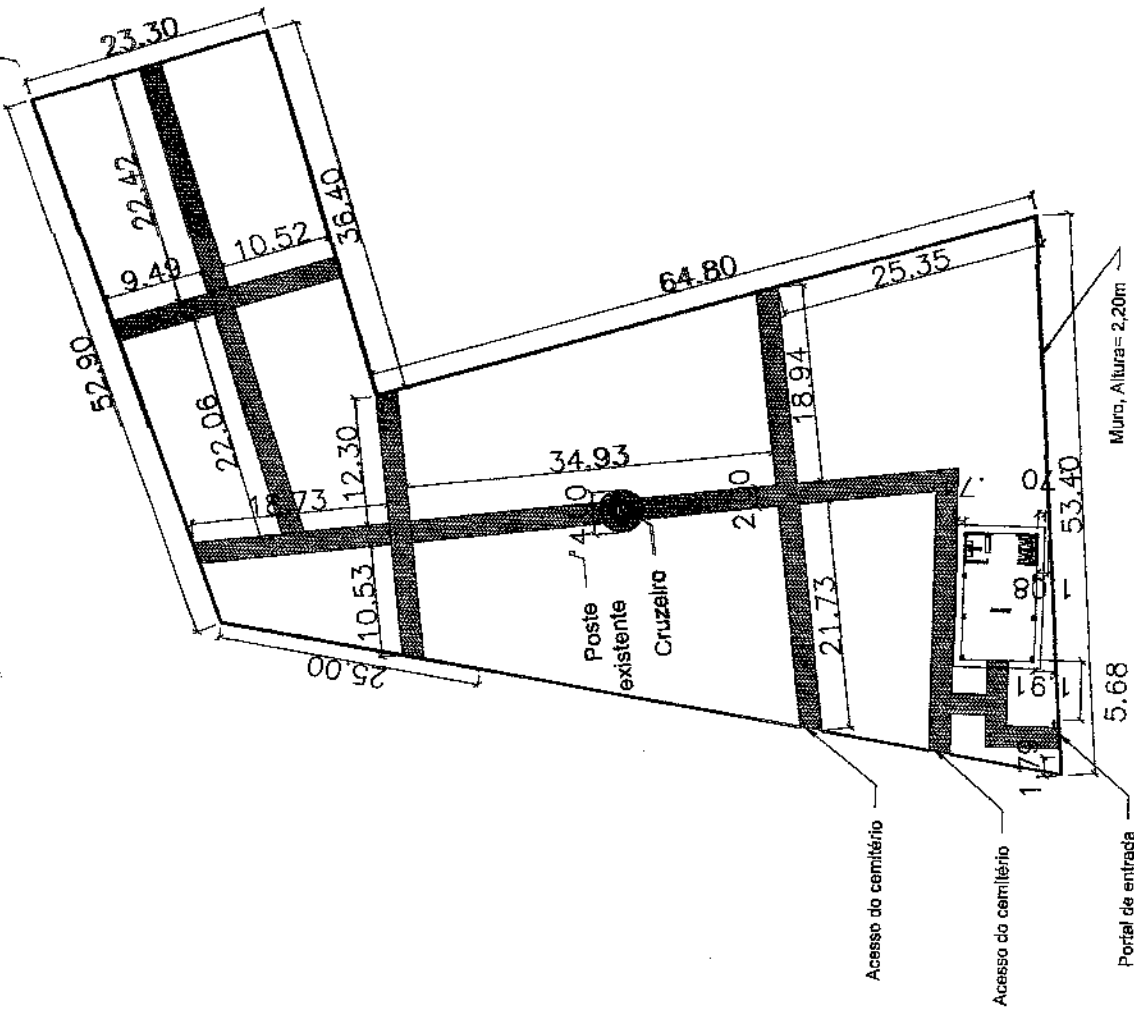 23.30
52.90
22.42
9.49
10.52
36.40
22.06
18.73
12.30
10.53
25.00
64.80
34.93
Poste
existente
Cruzeiro
25.35
18.94
21.73
53.40
5.68
1.79
Muro, Altura= 2,20m
Acesso do cemitério
Acesso do cemitério
Portal de entrada